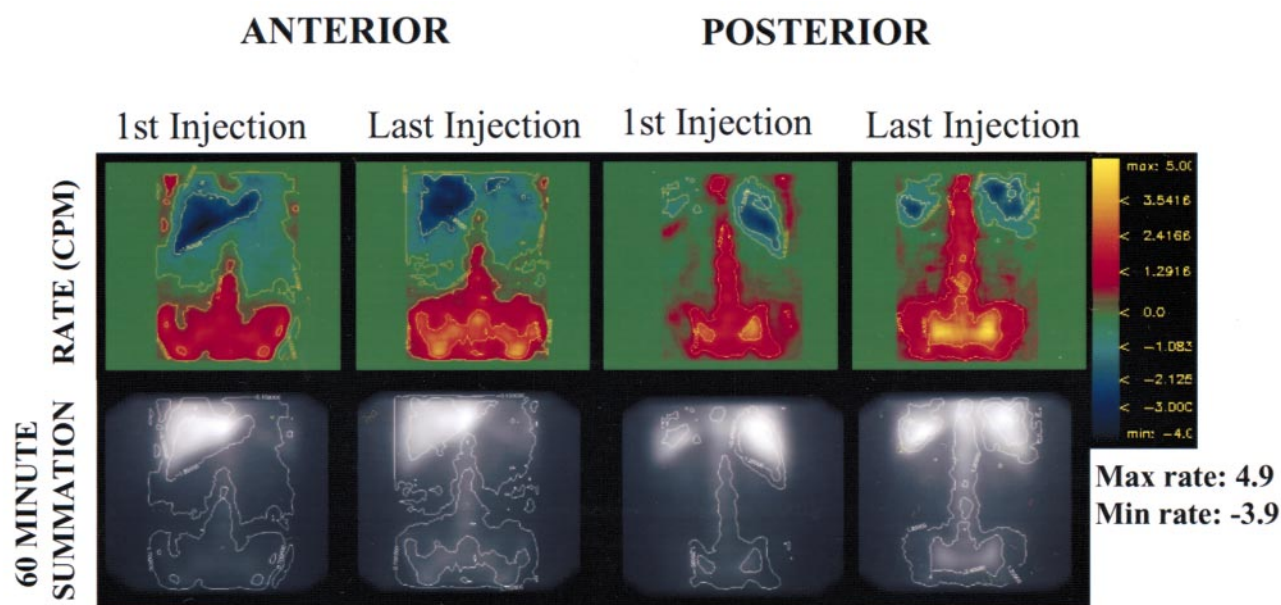 ANTERIOR POSTERIOR
1st Injection Last Injection 1st Injection Last Injection
RATE (CPM)
max: 5.00
< 3.5416
< 2.4166
< 1.2916
< 0.0
< -1.083
< -2.125
< -3.000
min: -4.0
60 MINUTE
SUMMATION
Max rate: 4.9
Min rate: -3.9